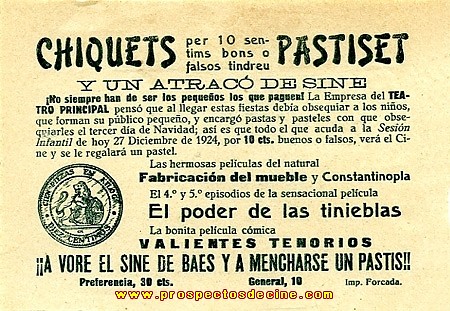 CHIQUETS per 10 sen- PASTISET
tims bons o
falsos tindreu
Y UN ATRACÓ DE SINE
¡No siempre han de ser los pequeños los que paguen! La Empresa del TEA-
TRO PRINCIPAL pensó que al llegar estas fiestas debía obsequiar a los niños,
que forman su público pequeño, y encargó pastas y pasteles con que obse-
quiarles el tercer día de Navidad; así es que todo el que acuda a la Sesión
Infantil de hoy 27 Diciembre de 1924, por 10 cts. buenos o falsos, verá el Ci-
ne y se le regalará un pastel.
Las hermosas películas del natural
Fabricación del mueble y Constantinopla
El 4.º y 5.º episodios de la sensacional película
El poder de las tinieblas
La bonita película cómica
VALIENTES TENORIOS
DIEZ CENTIMOS
¡¡A VORE EL SINE DE BAES Y A MENCHARSE UN PASTIS!!
Preferencia, 30 cts. General, 10 Imp. Forcada.
www.prospectosdecine.com